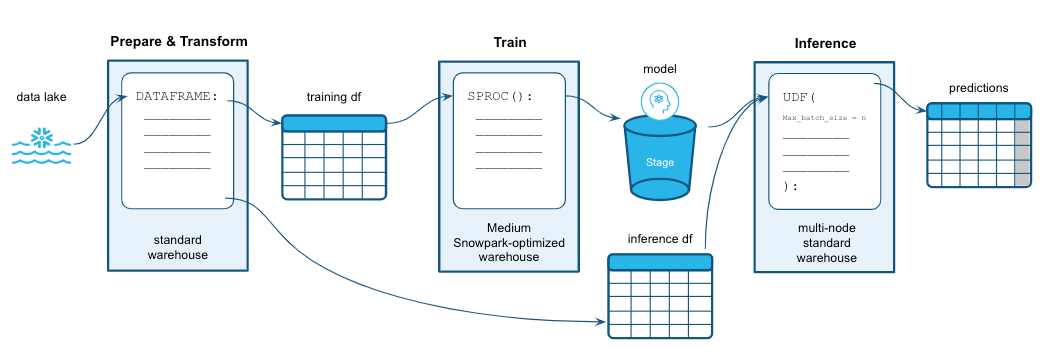 Prepare & Transform
Train
Inference
data lake
DATAFRAME:
training df
SPROC():
model
Stage
UDF(
Max_batch_size = n
):
predictions
standard
warehouse
Medium
Snowpark-optimized
warehouse
inference df
multi-node
standard
warehouse